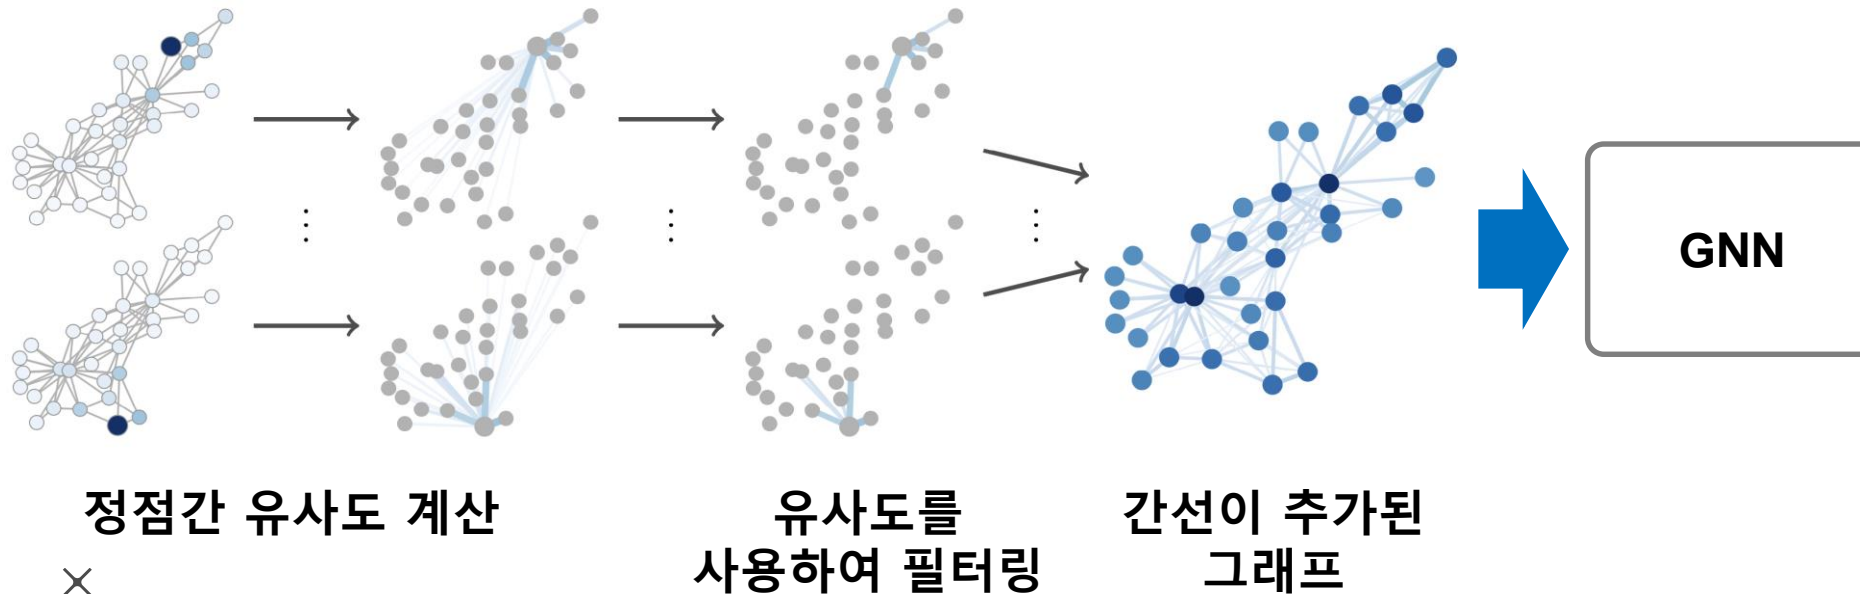 GNN
정점간 유사도 계산
유사도를
사용하여 필터링
간선이 추가된
그래프